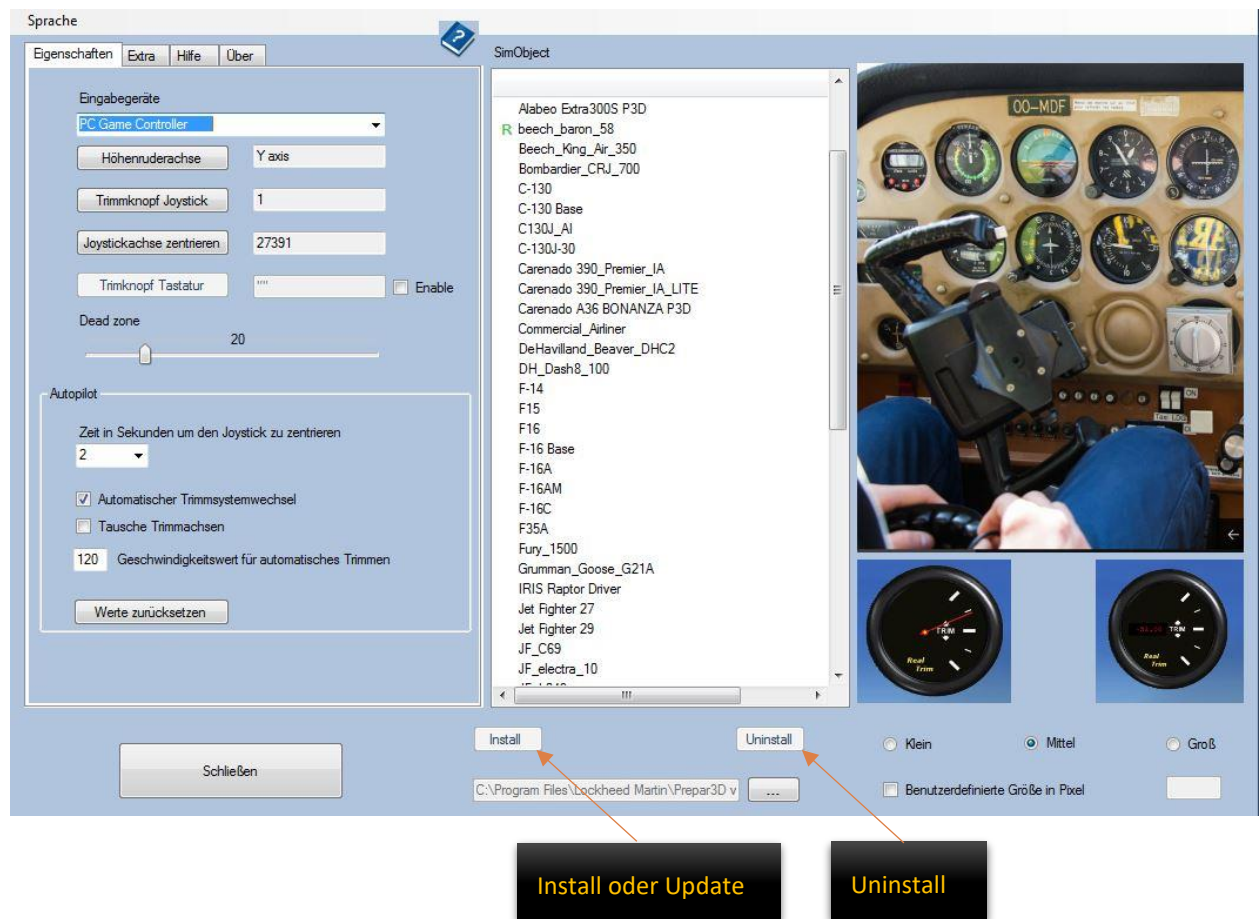 Sprache
Eigenschaften Extra Hilfe Über
?
SimObject
Eingabegeräte
PC Game Controller
Höhenruderachse Y axis
Trimmknopf Joystick 1
Joystickachse zentrieren 27391
Trimknopf Tastatur "" Enable
Dead zone
20
Autopilot
Zeit in Sekunden um den Joystick zu zentrieren
2
Automatischer Trimmsystemwechsel
Tausche Trimmachsen
120 Geschwindigkeitswert für automatisches Trimmen
Werte zurücksetzen
Schließen
Alabeo Extra300S P3D
R beech_baron_58
Beech_King_Air_350
Bombardier_CRJ_700
C-130
C-130 Base
C130J_AI
C-130J-30
Carenado 390_Premier_IA
Carenado 390_Premier_IA_LITE
Carenado A36 BONANZA P3D
Commercial_Airliner
DeHavilland_Beaver_DHC2
DH_Dash8_100
F-14
F15
F16
F-16 Base
F-16A
F-16AM
F-16C
F35A
Fury_1500
Grumman_Goose_G21A
IRIS Raptor Driver
Jet Fighter 27
Jet Fighter 29
JF_C69
JF_electra_10
OO-MDF
ON
TRIM
Real
Trim
TRIM
Real
Trim
Install Uninstall
C:\Program Files\Lockheed Martin\Prepar3D v ...
Klein Mittel Groß
Benutzerdefinierte Größe in Pixel
Install oder Update
Uninstall